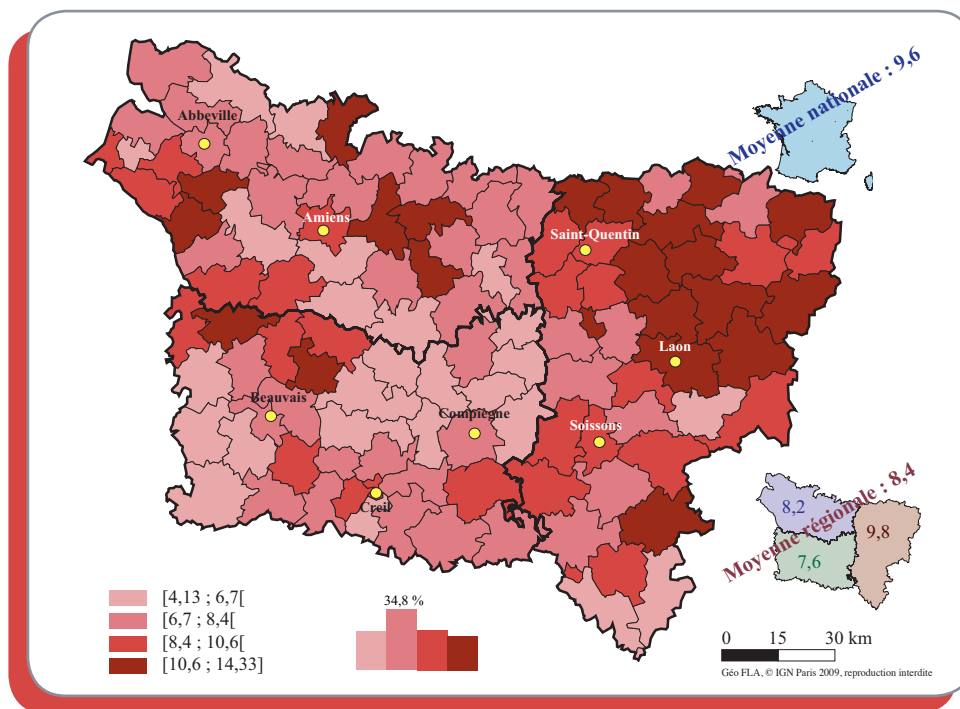 Moyenne nationale : 9,6
Abbeville
Amiens
Saint-Quentin
Laon
Beauvais
Compiègne
Soissons
Creil
Moyenne régionale : 8,4
8,2
9,8
7,6
[4,13 ; 6,7[
[6,7 ; 8,4[
[8,4 ; 10,6[
[10,6 ; 14,33]
34,8 %
0 15 30 km
Géo FLA, © IGN Paris 2009, reproduction interdite